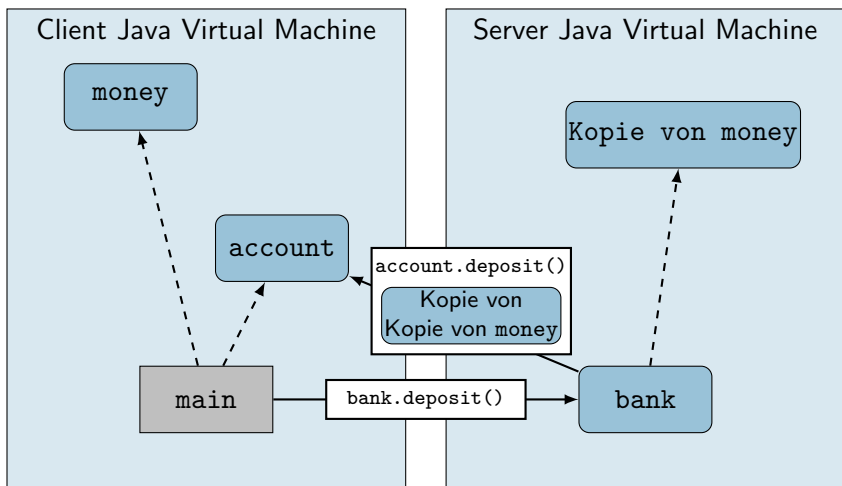 Client Java Virtual Machine
Server Java Virtual Machine
money
Kopie von money
account
account.deposit()
Kopie von
Kopie von money
main
bank.deposit()
bank